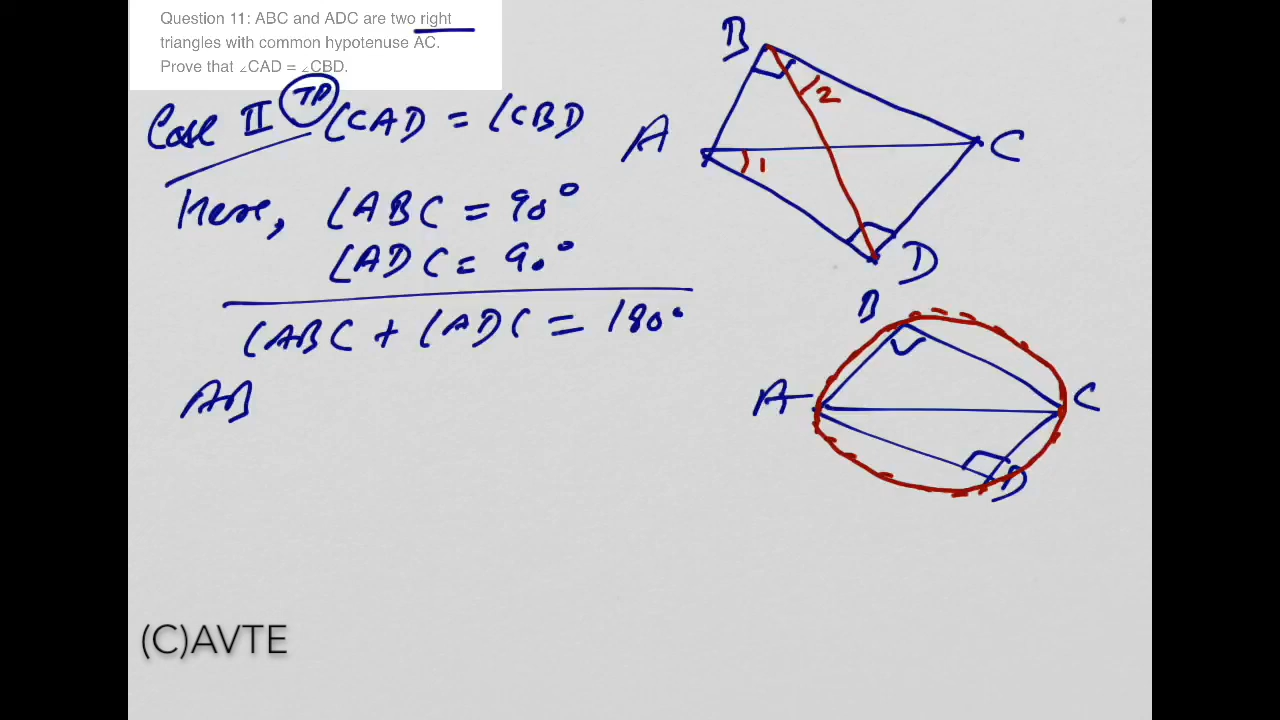 Question 11: ABC and ADC are two right
triangles with common hypotenuse AC.
Prove that ∠CAD = ∠CBD.
Case II TP ∠CAD = ∠CBD
Here, ∠ABC = 90°
∠ADC = 90°
∠ABC + ∠ADC = 180°
AB
B
2
A
1
C
D
B
A
C
D
(C)AVTE